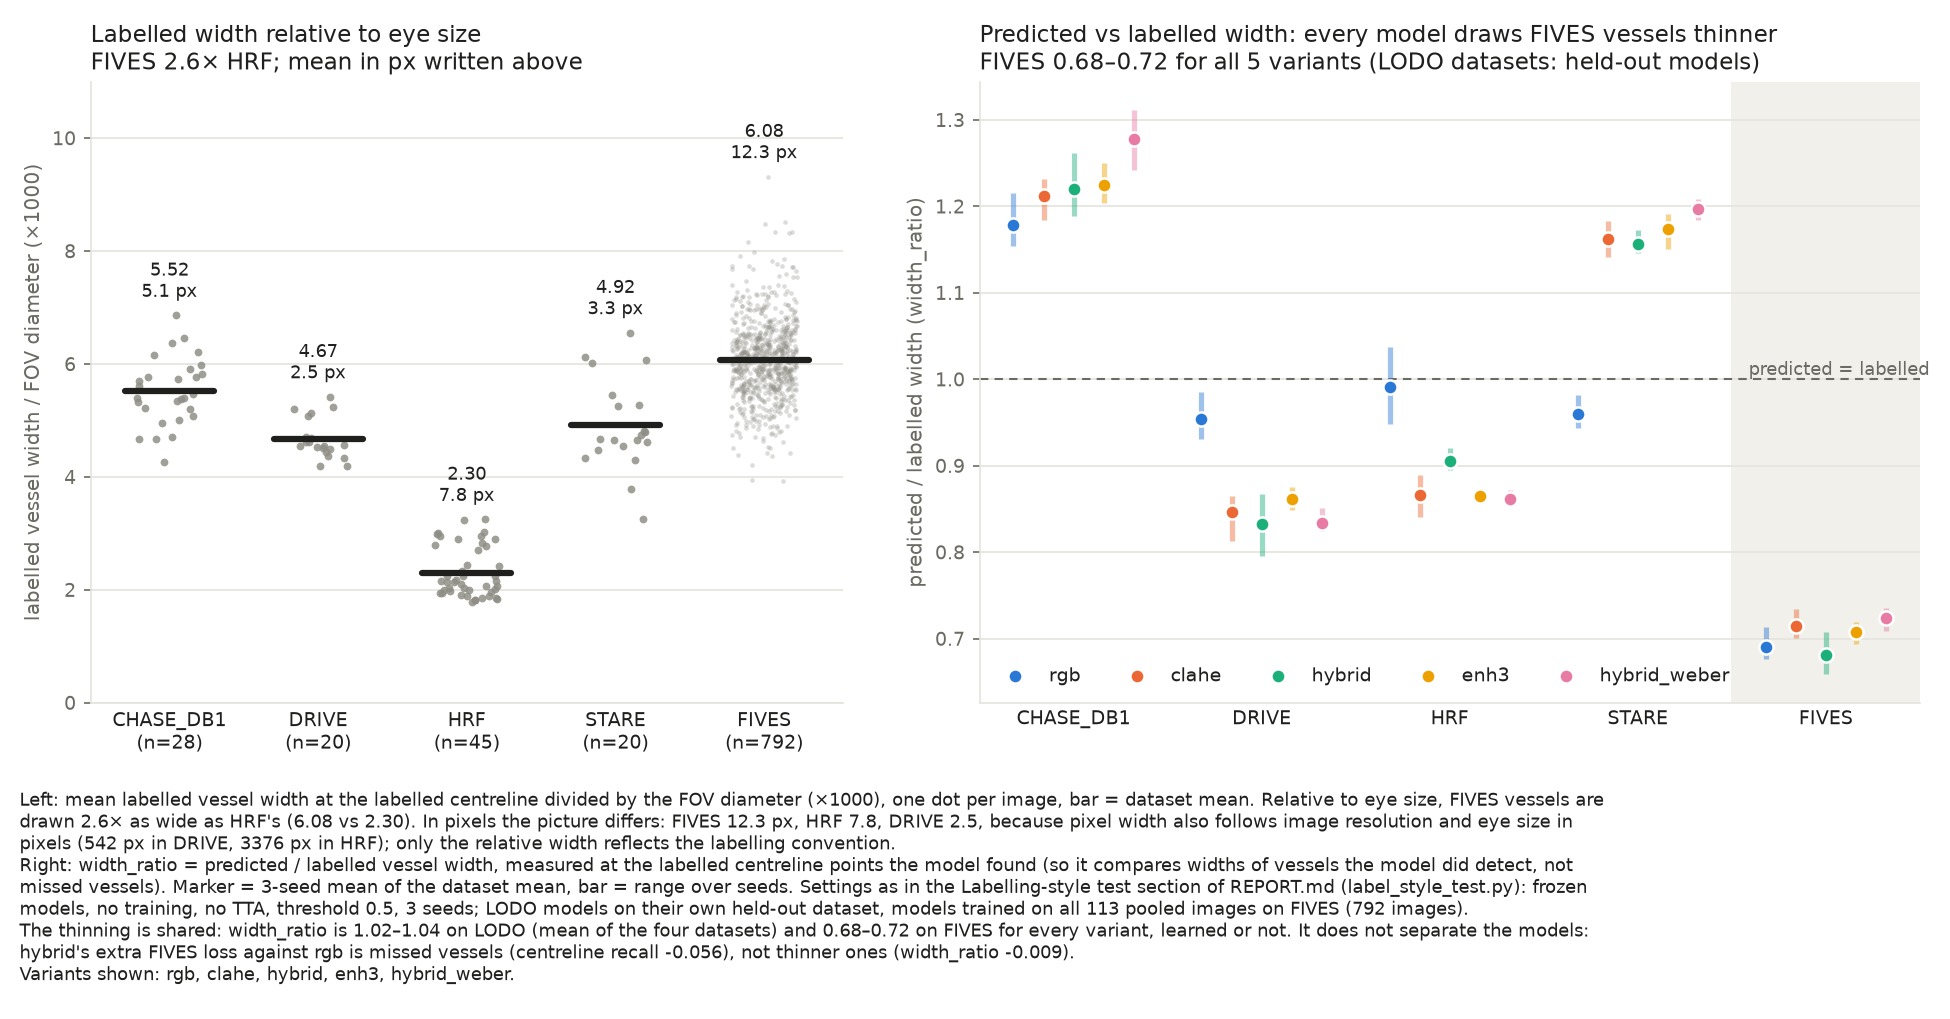 Labelled width relative to eye size
FIVES 2.6× HRF; mean in px written above
labelled vessel width / FOV diameter (×1000)
10
8
6
4
2
0
5.52
5.1 px
4.67
2.5 px
2.30
7.8 px
4.92
3.3 px
6.08
12.3 px
CHASE_DB1
(n=28)
DRIVE
(n=20)
HRF
(n=45)
STARE
(n=20)
FIVES
(n=792)
Predicted vs labelled width: every model draws FIVES vessels thinner
FIVES 0.68–0.72 for all 5 variants (LODO datasets: held-out models)
predicted / labelled width (width_ratio)
1.3
1.2
1.1
1.0
0.9
0.8
0.7
predicted = labelled
rgb
clahe
hybrid
enh3
hybrid_weber
CHASE_DB1
DRIVE
HRF
STARE
FIVES
Left: mean labelled vessel width at the labelled centreline divided by the FOV diameter (×1000), one dot per image, bar = dataset mean. Relative to eye size, FIVES vessels are
drawn 2.6× as wide as HRF's (6.08 vs 2.30). In pixels the picture differs: FIVES 12.3 px, HRF 7.8, DRIVE 2.5, because pixel width also follows image resolution and eye size in
pixels (542 px in DRIVE, 3376 px in HRF); only the relative width reflects the labelling convention.
Right: width_ratio = predicted / labelled vessel width, measured at the labelled centreline points the model found (so it compares widths of vessels the model did detect, not
missed vessels). Marker = 3-seed mean of the dataset mean, bar = range over seeds. Settings as in the Labelling-style test section of REPORT.md (label_style_test.py): frozen
models, no training, no TTA, threshold 0.5, 3 seeds; LODO models on their own held-out dataset, models trained on all 113 pooled images on FIVES (792 images).
The thinning is shared: width_ratio is 1.02–1.04 on LODO (mean of the four datasets) and 0.68–0.72 on FIVES for every variant, learned or not. It does not separate the models:
hybrid's extra FIVES loss against rgb is missed vessels (centreline recall -0.056), not thinner ones (width_ratio -0.009).
Variants shown: rgb, clahe, hybrid, enh3, hybrid_weber.